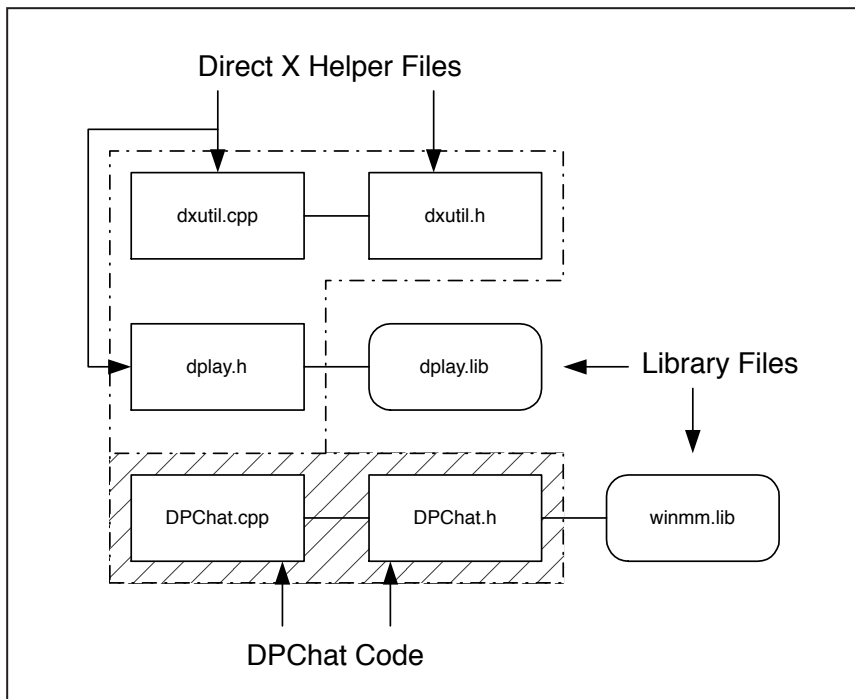 Direct X Helper Files
dxutil.cpp
dxutil.h
dplay.h
dplay.lib
Library Files
DPChat.cpp
DPChat.h
winmm.lib
DPChat Code